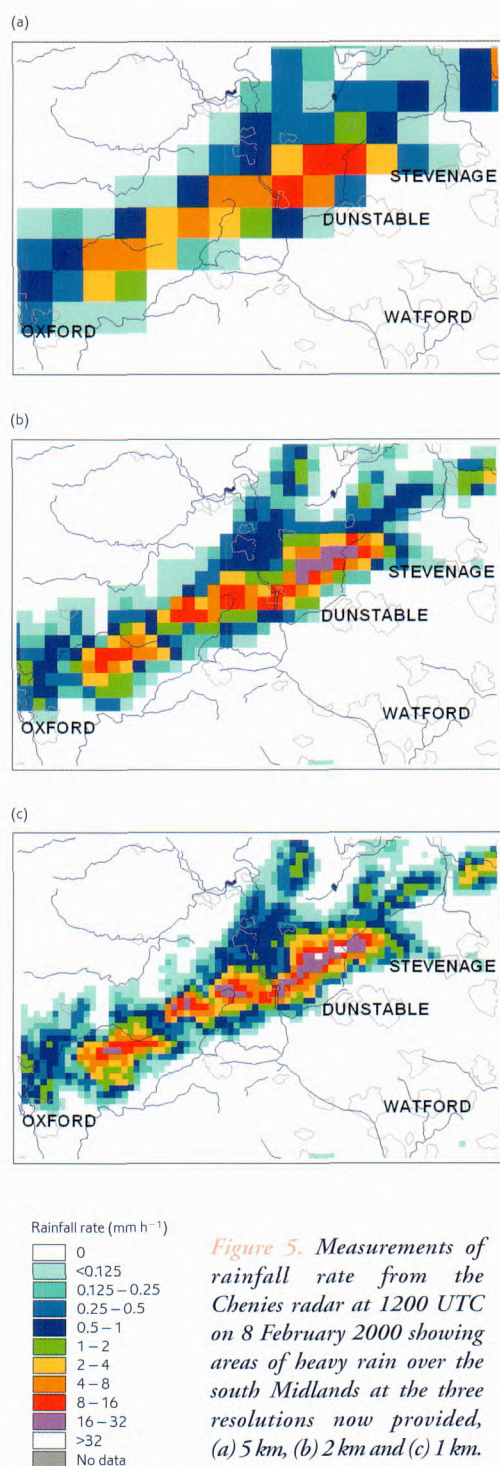 (a)
STEVENAGE
DUNSTABLE
WATFORD
OXFORD
(b)
STEVENAGE
DUNSTABLE
WATFORD
OXFORD
(c)
STEVENAGE
DUNSTABLE
WATFORD
OXFORD
Rainfall rate (mm h⁻¹)
0
<0.125
0.125 – 0.25
0.25 – 0.5
0.5 – 1
1 – 2
2 – 4
4 – 8
8 – 16
16 – 32
>32
No data
Figure 5. Measurements of
rainfall rate from the
Chenies radar at 1200 UTC
on 8 February 2000 showing
areas of heavy rain over the
south Midlands at the three
resolutions now provided,
(a) 5 km, (b) 2 km and (c) 1 km.